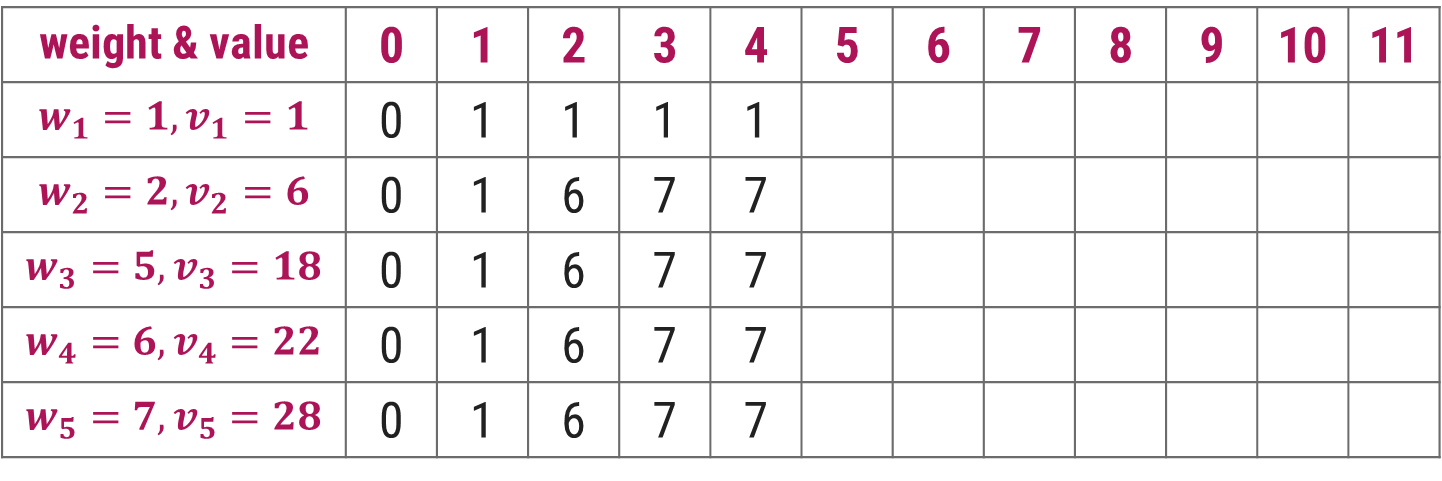 weight & value 0 1 2 3 4 5 6 7 8 9 10 11
w₁ = 1, v₁ = 1 0 1 1 1 1
w₂ = 2, v₂ = 6 0 1 6 7 7
w₃ = 5, v₃ = 18 0 1 6 7 7
w₄ = 6, v₄ = 22 0 1 6 7 7
w₅ = 7, v₅ = 28 0 1 6 7 7